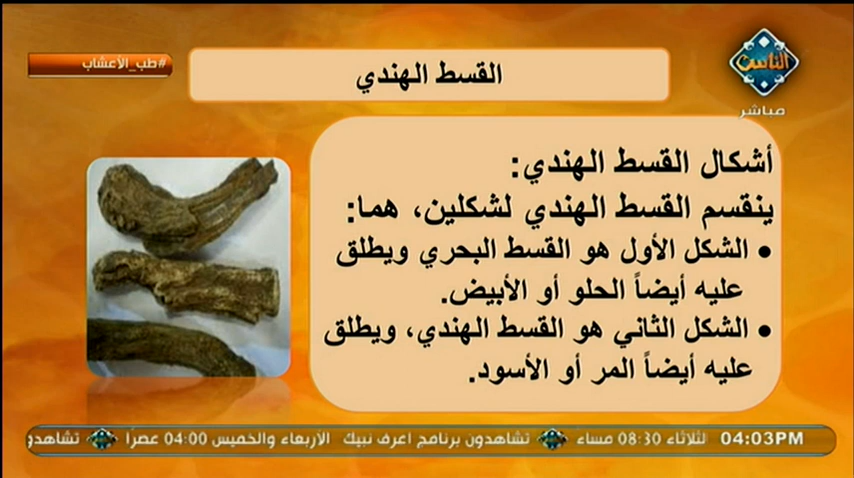 #طب_الأعشاب
القسط الهندي
الناس
مباشر
أشكال القسط الهندي:
ينقسم القسط الهندي لشكلين، هما:
• الشكل الأول هو القسط البحري ويطلق
عليه أيضاً الحلو أو الأبيض.
• الشكل الثاني هو القسط الهندي، ويطلق
عليه أيضاً المر أو الأسود.
04:03PM الثلاثاء 08:30 مساء تشاهدون برنامج اعرف نبيك الأربعاء والخميس 04:00 عصرا